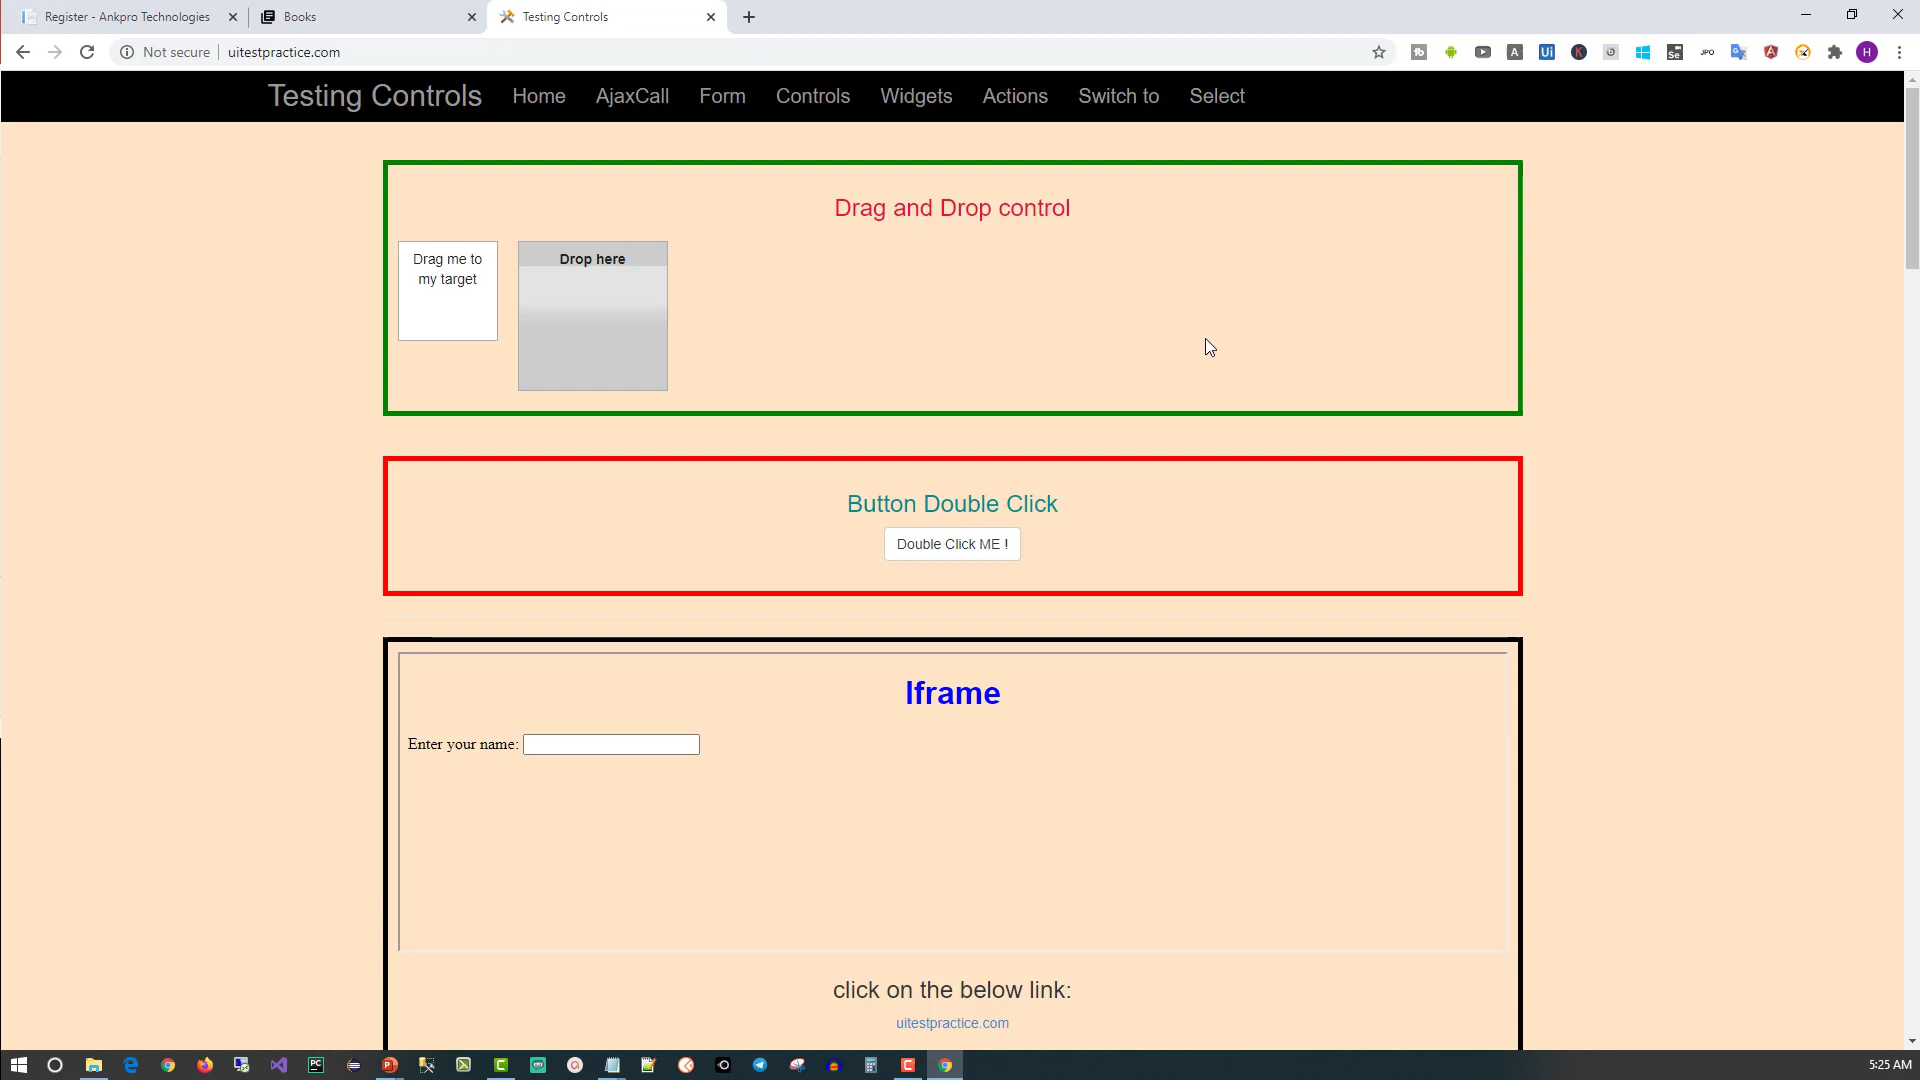 Register - Ankpro Technologies
Books
Testing Controls
Not secure
uitestpractice.com
Testing Controls
Home
AjaxCall
Form
Controls
Widgets
Actions
Switch to
Select
Drag and Drop control
Drag me to
my target
Drop here
Button Double Click
Double Click ME !
Iframe
Enter your name:
click on the below link:
uitestpractice.com
5:25 AM